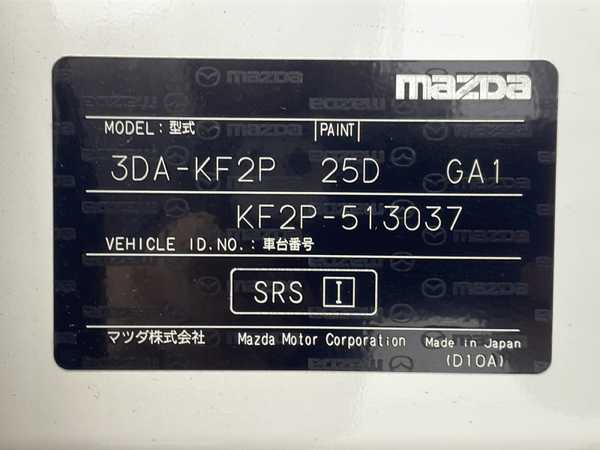 mazda
MODEL: 型式 PAINT
3DA-KF2P 25D GA1
KF2P-513037
VEHICLE ID.NO.: 車台番号
SRS I
マツダ株式会社 Mazda Motor Corporation Made in Japan
(D10A)